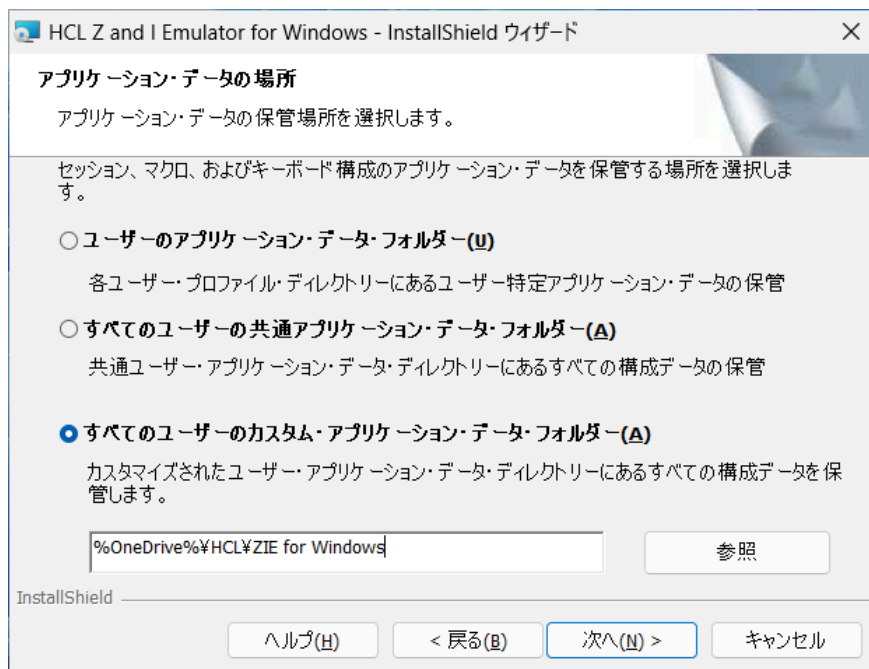 HCL Z and I Emulator for Windows - InstallShield ウィザード
アプリケーション・データの場所
アプリケーション・データの保管場所を選択します。
セッション、マクロ、およびキーボード構成のアプリケーション・データを保管する場所を選択しま
す。
ユーザーのアプリケーション・データ・フォルダー(U)
各ユーザー・プロファイル・ディレクトリーにあるユーザー特定アプリケーション・データの保管
すべてのユーザーの共通アプリケーション・データ・フォルダー(A)
共通ユーザー・アプリケーション・データ・ディレクトリーにあるすべての構成データの保管
すべてのユーザーのカスタム・アプリケーション・データ・フォルダー(A)
カスタマイズされたユーザー・アプリケーション・データ・ディレクトリーにあるすべての構成データを保
管します。
%OneDrive%¥HCL¥ZIE for Windows
参照
InstallShield
ヘルプ(H)
< 戻る(B)
次へ(N) >
キャンセル